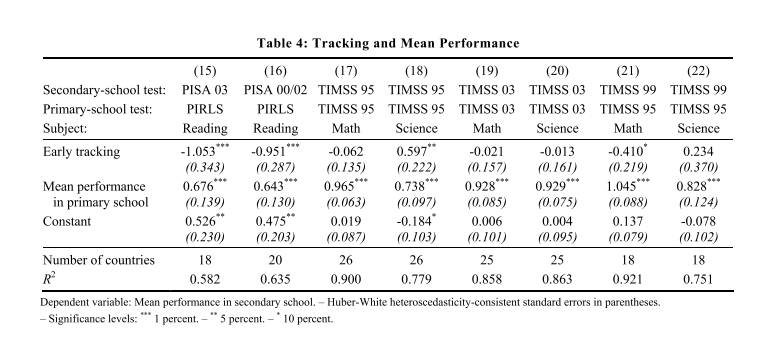 Table 4: Tracking and Mean Performance
(15) (16) (17) (18) (19) (20) (21) (22)
Secondary-school test: PISA 03 PISA 00/02 TIMSS 95 TIMSS 95 TIMSS 03 TIMSS 03 TIMSS 99 TIMSS 99
Primary-school test: PIRLS PIRLS TIMSS 95 TIMSS 95 TIMSS 03 TIMSS 03 TIMSS 95 TIMSS 95
Subject: Reading Reading Math Science Math Science Math Science
Early tracking -1.053*** -0.951*** -0.062 0.597** -0.021 -0.013 -0.410* 0.234
(0.343) (0.287) (0.135) (0.222) (0.157) (0.161) (0.219) (0.370)
Mean performance 0.676*** 0.643*** 0.965*** 0.738*** 0.928*** 0.929*** 1.045*** 0.828***
in primary school (0.139) (0.130) (0.063) (0.097) (0.085) (0.075) (0.088) (0.124)
Constant 0.526** 0.475** 0.019 -0.184* 0.006 0.004 0.137 -0.078
(0.230) (0.203) (0.087) (0.103) (0.101) (0.095) (0.079) (0.102)
Number of countries 18 20 26 26 25 25 18 18
R2 0.582 0.635 0.900 0.779 0.858 0.863 0.921 0.751
Dependent variable: Mean performance in secondary school. – Huber-White heteroscedasticity-consistent standard errors in parentheses.
– Significance levels: *** 1 percent. – ** 5 percent. – * 10 percent.